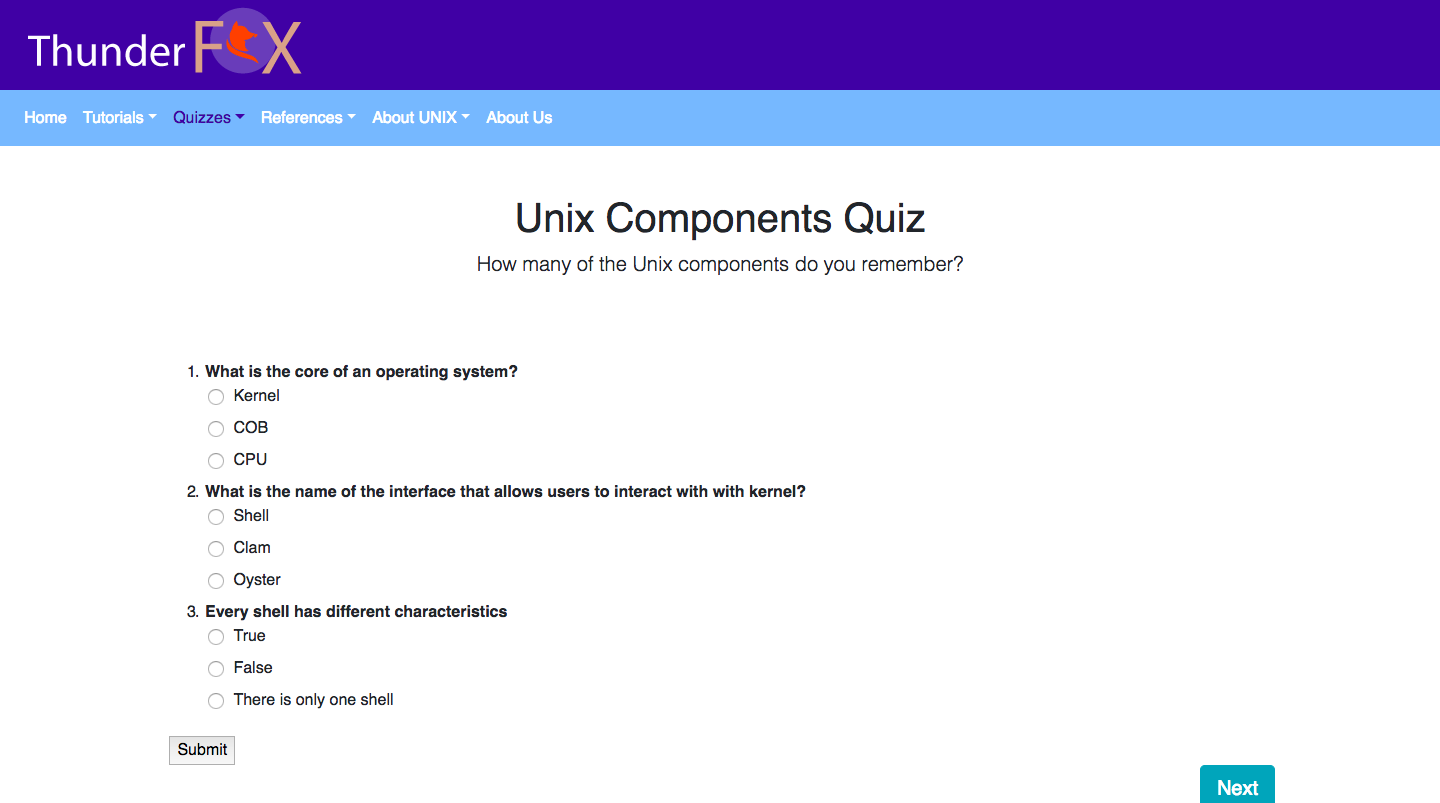 Thunder FOX
Home Tutorials Quizzes References About UNIX About Us
Unix Components Quiz
How many of the Unix components do you remember?
1. What is the core of an operating system?
Kernel
COB
CPU
2. What is the name of the interface that allows users to interact with with kernel?
Shell
Clam
Oyster
3. Every shell has different characteristics
True
False
There is only one shell
Submit
Next